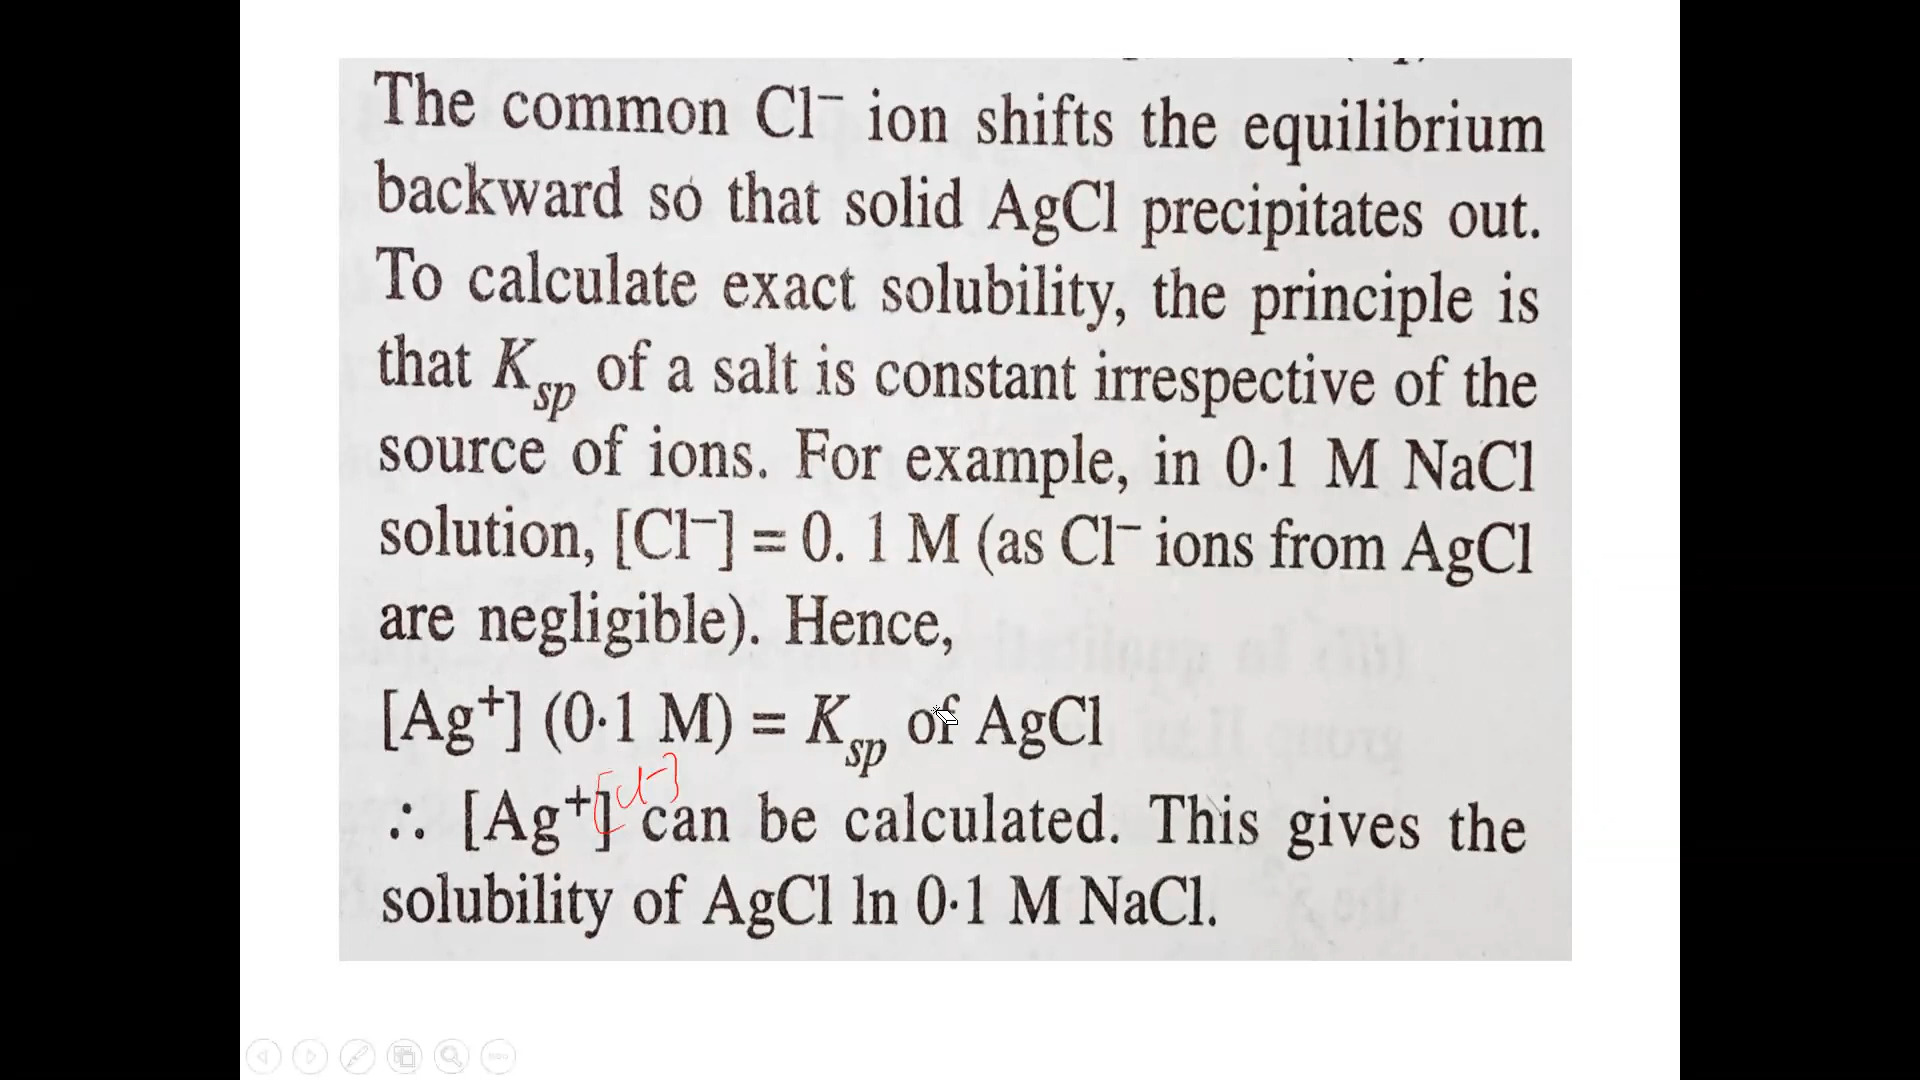 The common Cl⁻ ion shifts the equilibrium
backward so that solid AgCl precipitates out.
To calculate exact solubility, the principle is
that Ksp of a salt is constant irrespective of the
source of ions. For example, in 0·1 M NaCl
solution, [Cl⁻] = 0. 1 M (as Cl⁻ ions from AgCl
are negligible). Hence,
[Ag⁺] (0·1 M) = Ksp of AgCl
[Cl⁻]
∴ [Ag⁺] can be calculated. This gives the
solubility of AgCl ln 0·1 M NaCl.